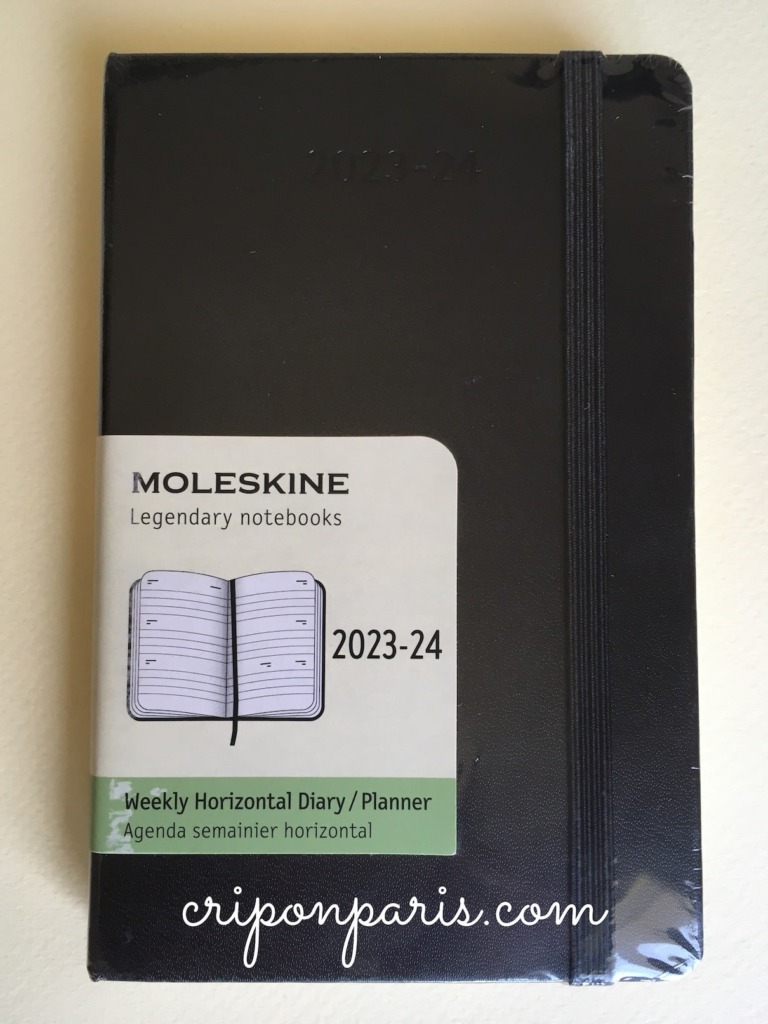 2023-24
MOLESKINE
Legendary notebooks
2023-24
Weekly Horizontal Diary / Planner
Agenda semainier horizontal
criponparis.com